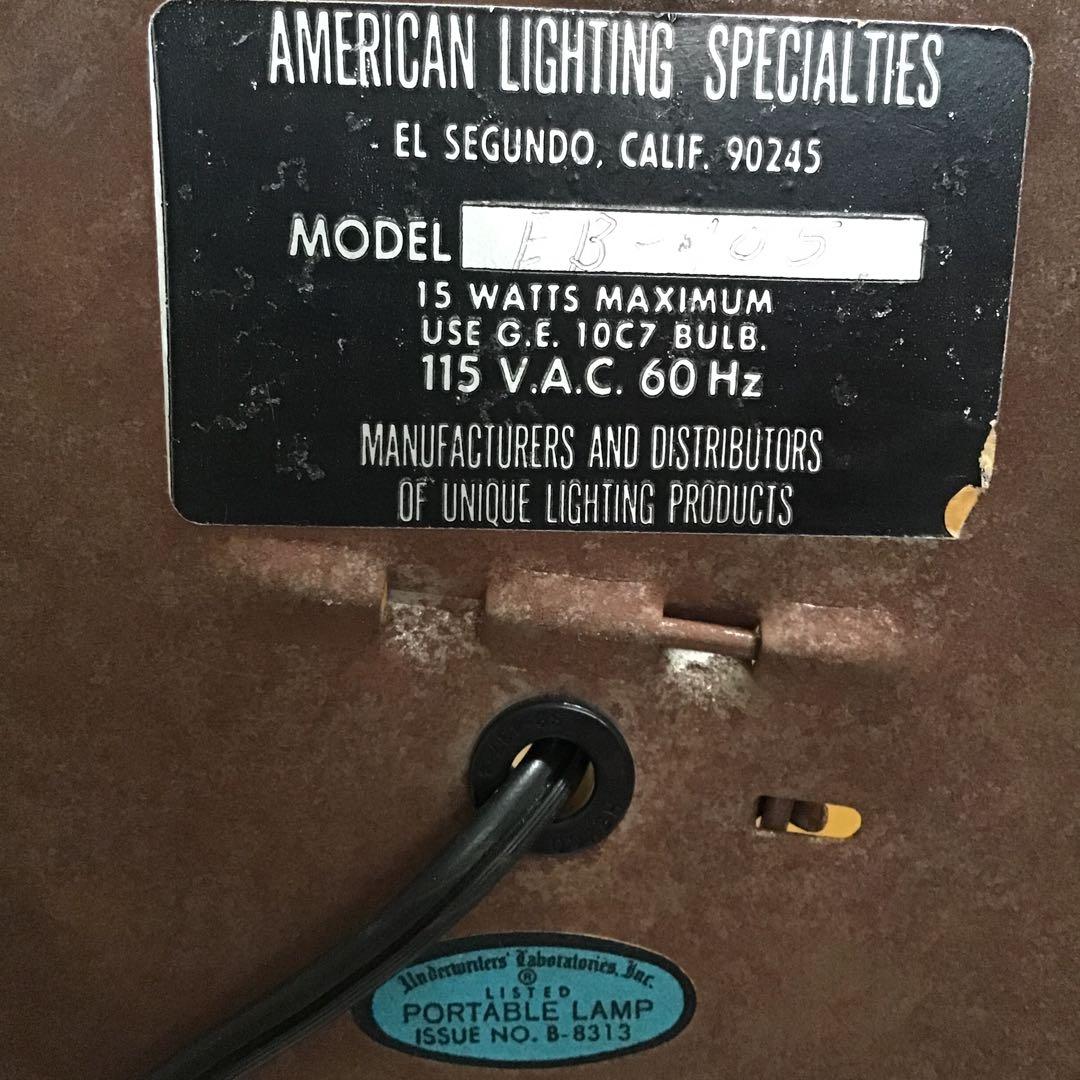 AMERICAN LIGHTING SPECIALTIES
EL SEGUNDO, CALIF. 90245
MODEL
15 WATTS MAXIMUM
USE G.E. 10C7 BULB.
115 V.A.C. 60 Hz
MANUFACTURERS AND DISTRIBUTORS
OF UNIQUE LIGHTING PRODUCTS
Underwriters' Laboratories, Inc.
®
LISTED
PORTABLE LAMP
ISSUE NO. B-8313